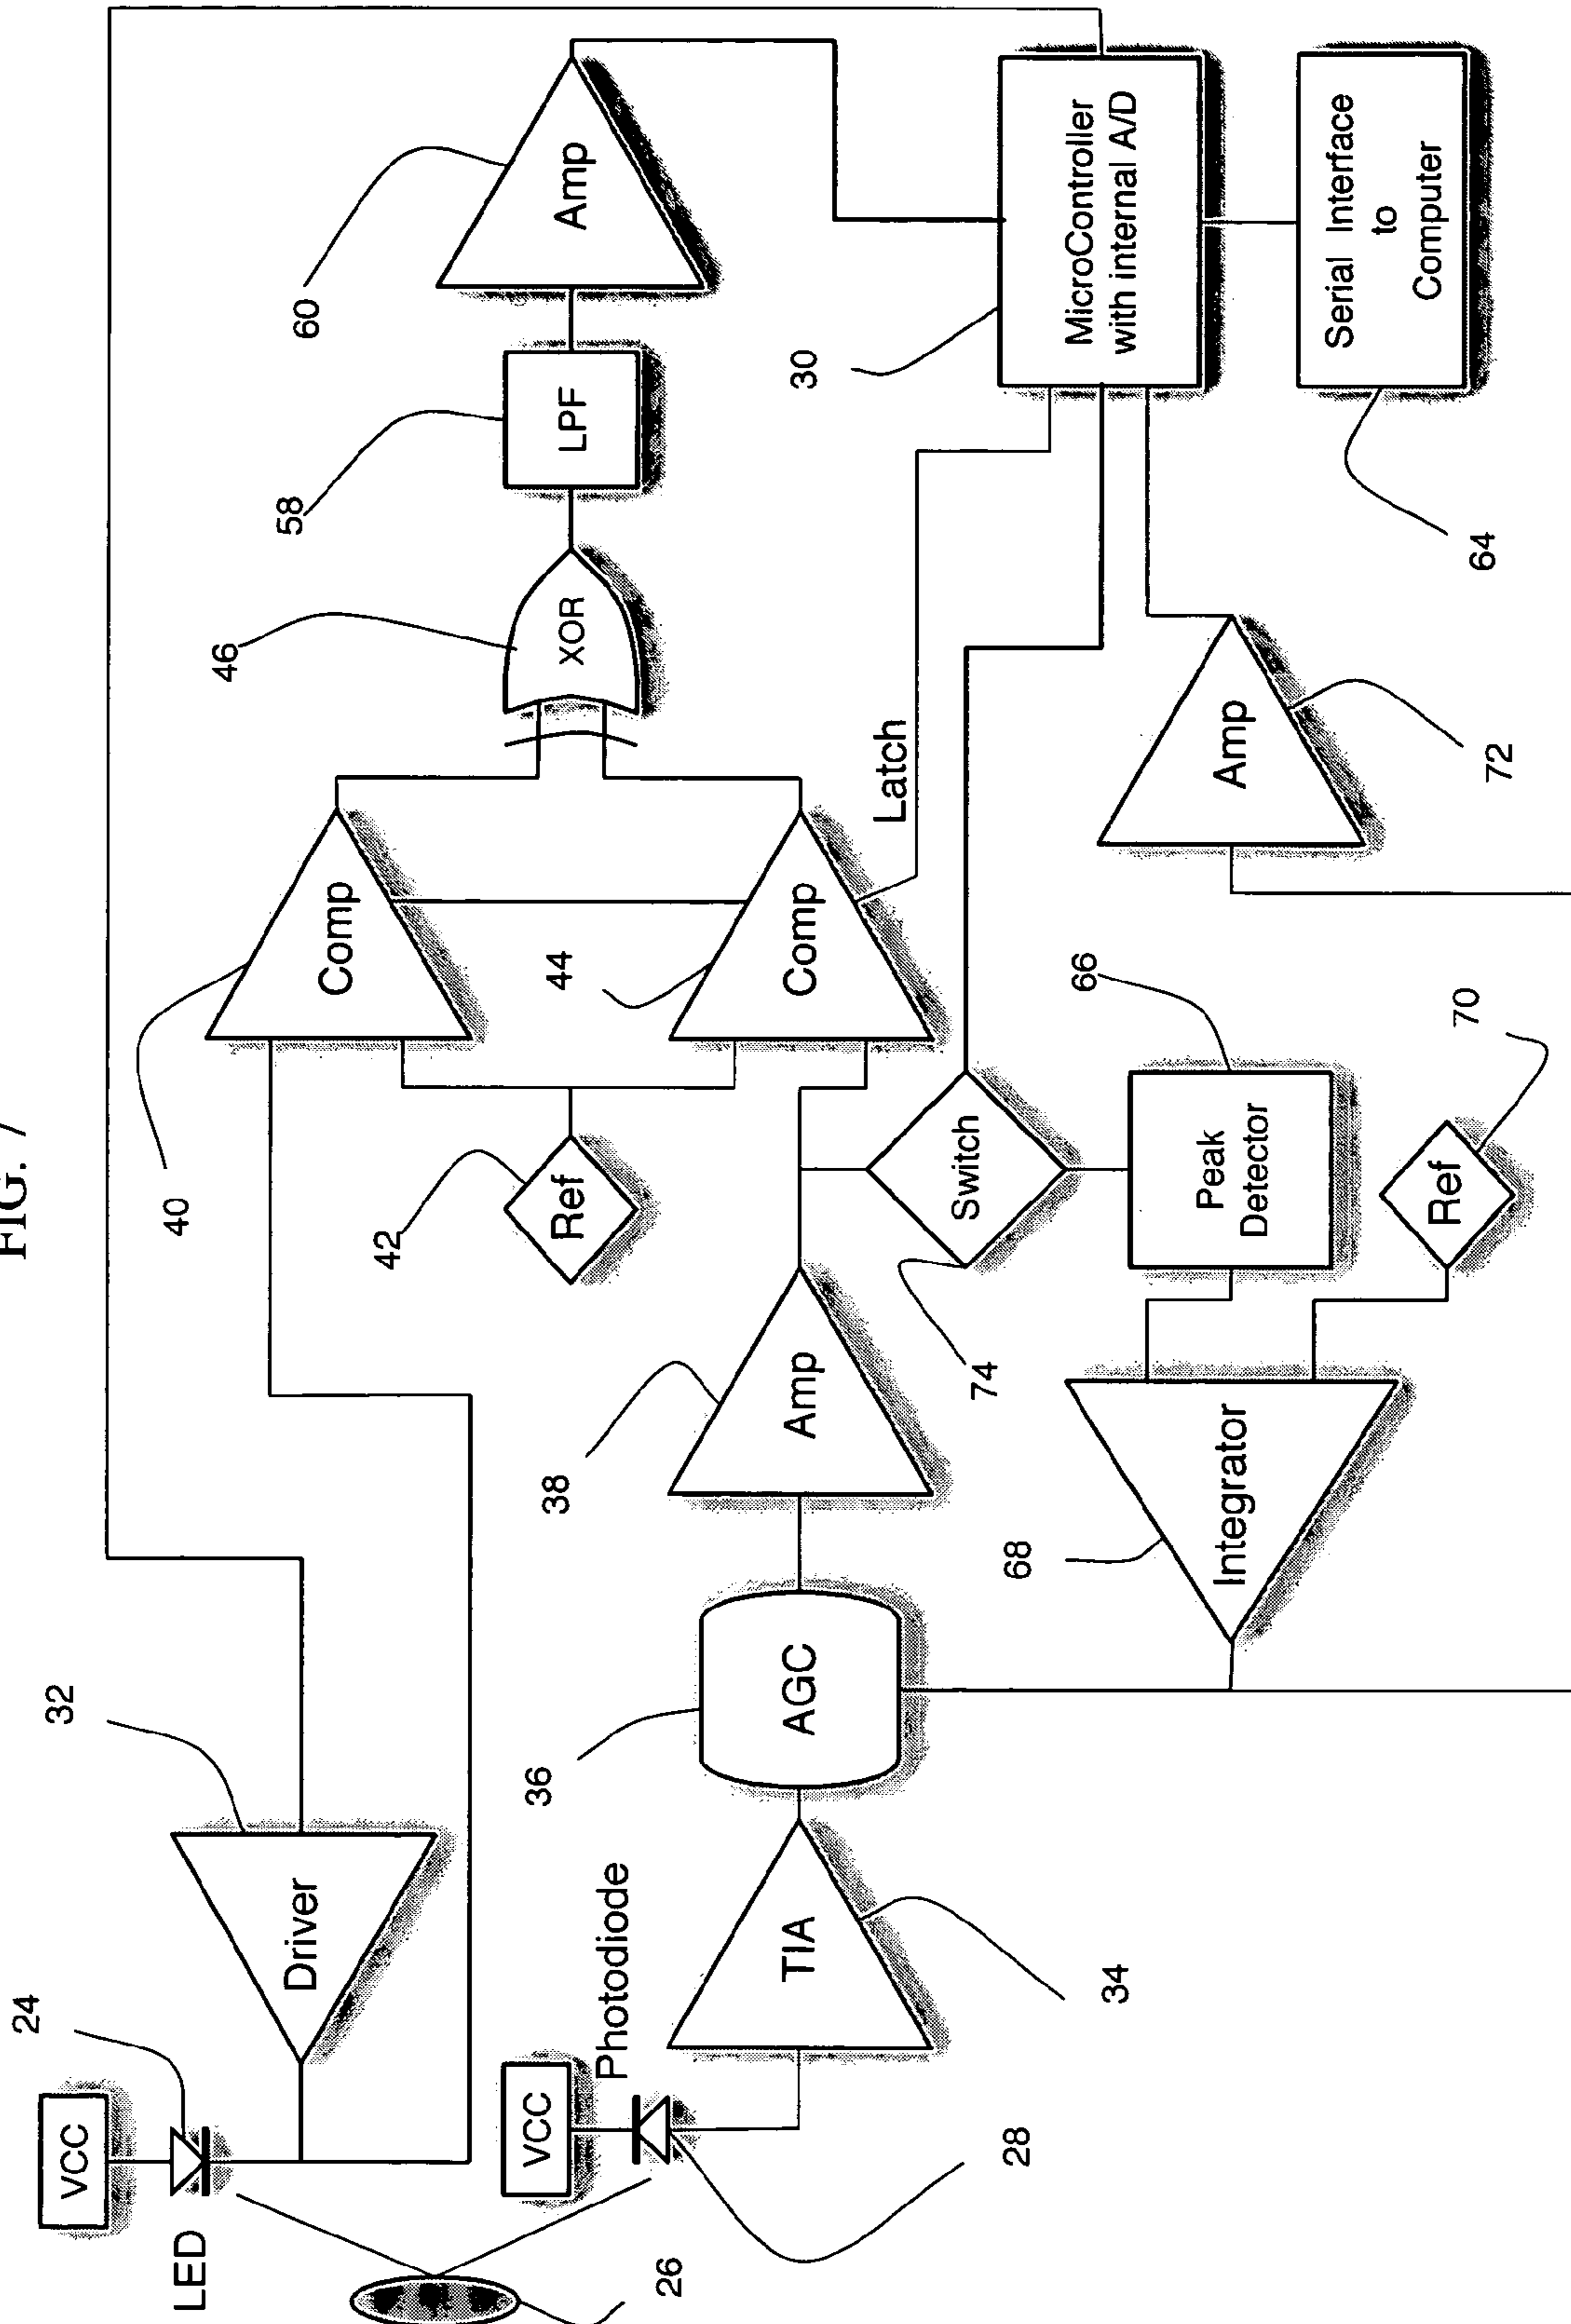 FIG. 7
VCC
24
LED
26
32
Driver
VCC
Photodiode
28
TIA
34
36
AGC
38
Amp
40
Comp
42
Ref
44
Comp
Latch
46
XOR
58
LPF
60
Amp
30
MicroController
with internal A/D
64
Serial Interface
to
Computer
74
Switch
66
Peak
Detector
70
Ref
68
Integrator
72
Amp